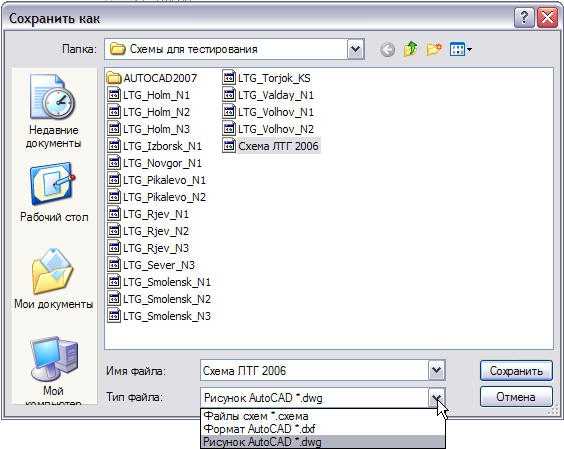 Сохранить как
Папка: Схемы для тестирования
Недавние документы
Рабочий стол
Мои документы
Мой компьютер
AUTOCAD2007
LTG_Holm_N1
LTG_Holm_N2
LTG_Holm_N3
LTG_Izborsk_N1
LTG_Novgor_N1
LTG_Pikalevo_N1
LTG_Pikalevo_N2
LTG_Rjev_N1
LTG_Rjev_N2
LTG_Rjev_N3
LTG_Sever_N3
LTG_Smolensk_N1
LTG_Smolensk_N2
LTG_Smolensk_N3
LTG_Torjok_KS
LTG_Valday_N1
LTG_Volhov_N1
LTG_Volhov_N2
Схема ЛТГ 2006
Имя файла: Схема ЛТГ 2006 Сохранить
Тип файла: Рисунок AutoCAD *.dwg Отмена
Файлы схем *.схема
Формат AutoCAD *.dxf
Рисунок AutoCAD *.dwg